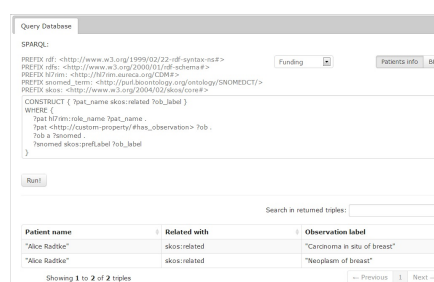 Query Database
SPARQL:
PREFIX rdf: <http://www.w3.org/1999/02/22-rdf-syntax-ns#>
PREFIX rdfs: <http://www.w3.org/2000/01/rdf-schema#>
PREFIX hl7rim: <http://hl7rim.eureca.org/CDM#>
PREFIX snomed_term: <http://purl.bioontology.org/ontology/SNOMEDCT/>
PREFIX skos: <http://www.w3.org/2004/02/skos/core#>
Funding
Patients info
CONSTRUCT { ?pat_name skos:related ?ob_label }
WHERE {
?pat hl7rim:role_name ?pat_name .
?pat <http://custom-property/#has_observation> ?ob .
?ob a ?snomed .
?snomed skos:prefLabel ?ob_label
}
Run!
Search in returned triples:
Patient name Related with Observation label
"Alice Radtke" skos:related "Carcinoma in situ of breast"
"Alice Radtke" skos:related "Neoplasm of breast"
Showing 1 to 2 of 2 triples
← Previous 1 Next